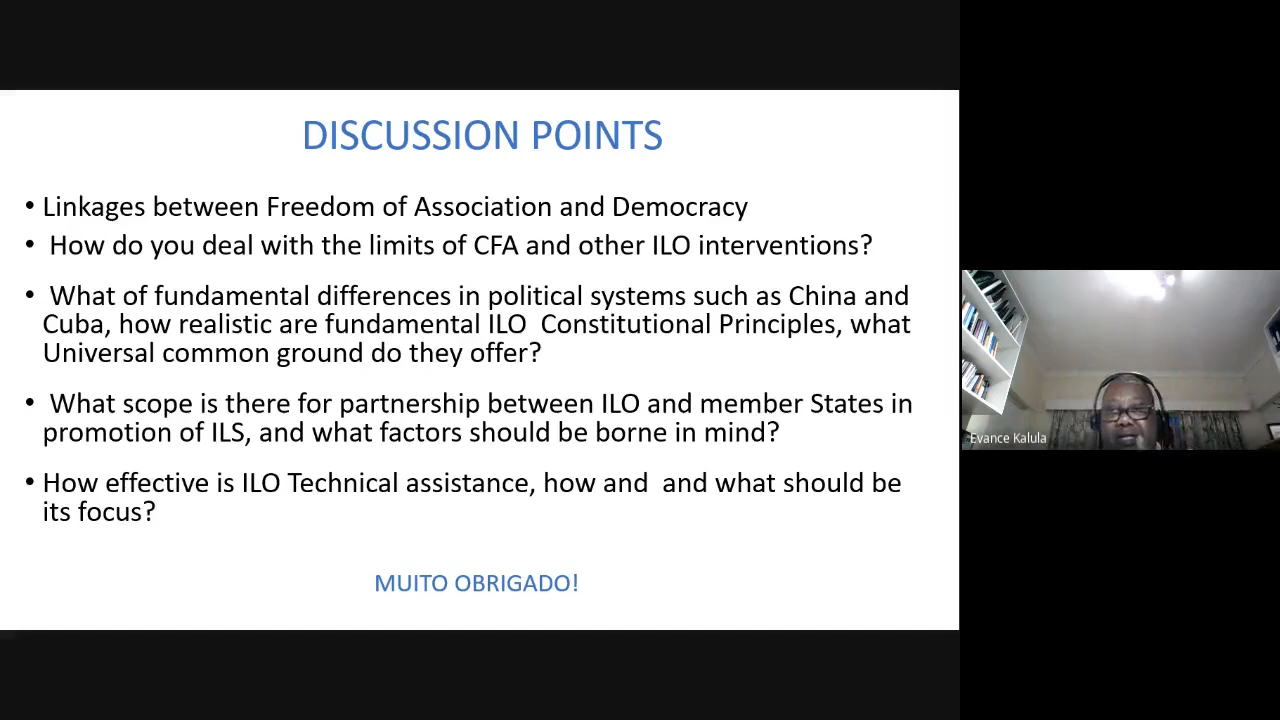 DISCUSSION POINTS
• Linkages between Freedom of Association and Democracy
• How do you deal with the limits of CFA and other ILO interventions?
• What of fundamental differences in political systems such as China and
Cuba, how realistic are fundamental ILO Constitutional Principles, what
Universal common ground do they offer?
• What scope is there for partnership between ILO and member States in
promotion of ILS, and what factors should be borne in mind?
• How effective is ILO Technical assistance, how and and what should be
its focus?
MUITO OBRIGADO!
Evance Kalula